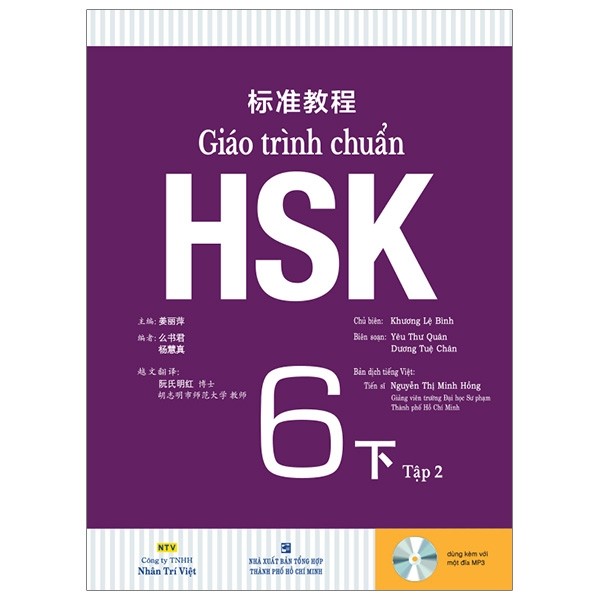 标准教程
Giáo trình chuẩn
HSK
主编: 姜丽萍
编者: 么书君
杨慧真
越文翻译:
阮氏明红 博士
胡志明市师范大学 教师
Chủ biên: Khương Lệ Bình
Biên soạn: Yêu Thư Quân
Dương Tuệ Chân
Bản dịch tiếng Việt:
Tiến sĩ Nguyễn Thị Minh Hồng
Giảng viên trường Đại học Sư phạm
Thành phố Hồ Chí Minh
6 下 Tập 2
NTV
Công ty TNHH
Nhân Trí Việt
NHÀ XUẤT BẢN TỔNG HỢP
THÀNH PHỐ HỒ CHÍ MINH
dùng kèm với
một đĩa MP3